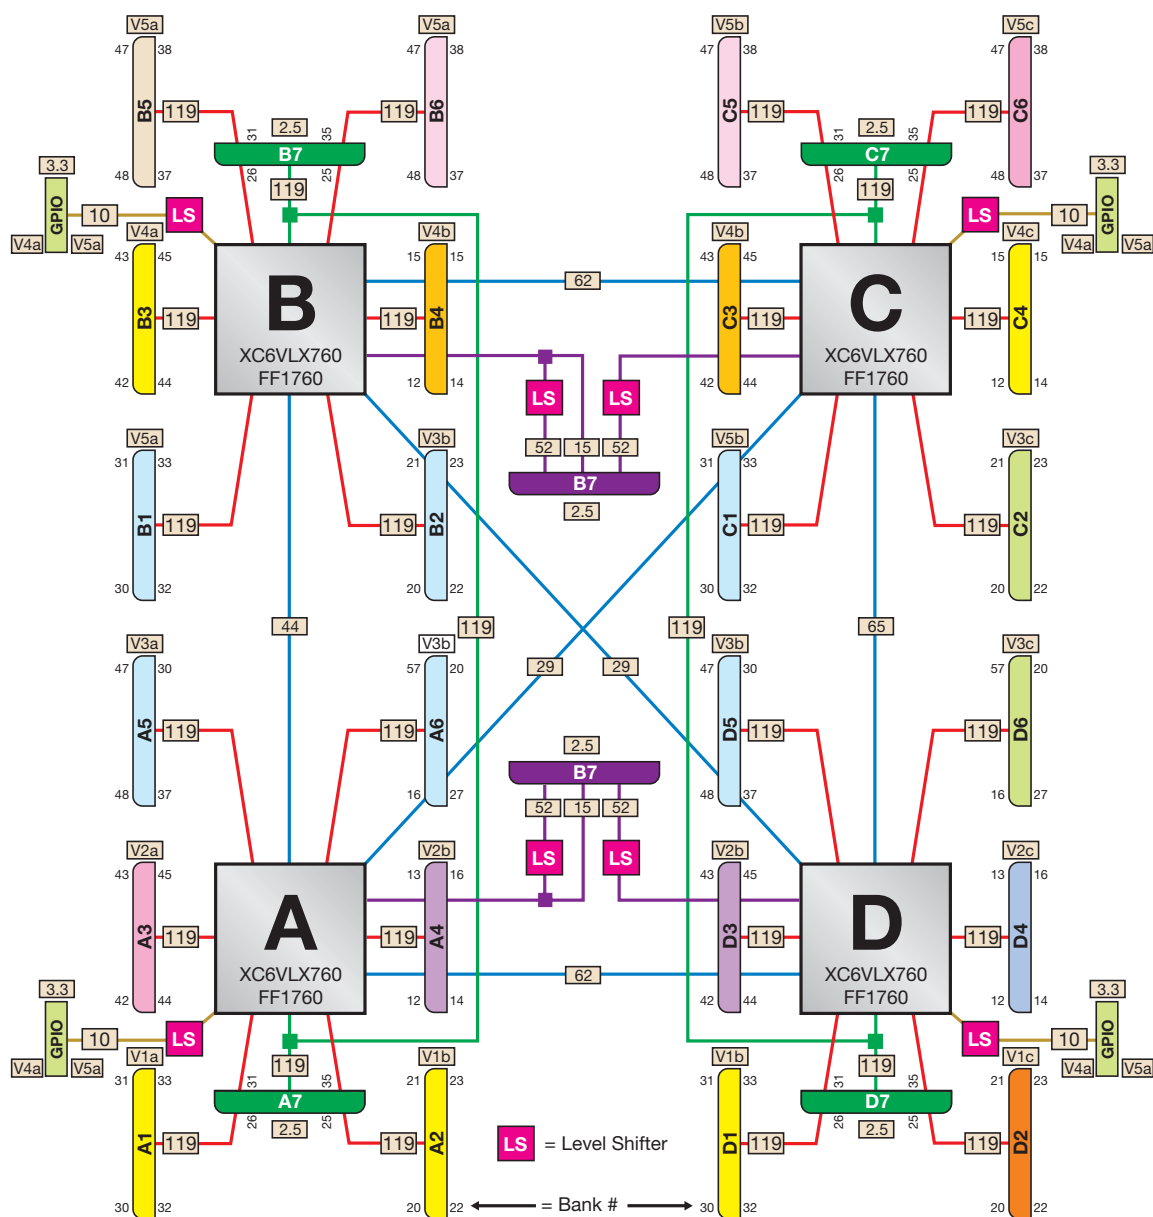 V5a V5a V5b V5c
47 38 47 38 47 38 47 38
B5 119 119 B6 C5 119 119 C6
31 2.5 35 31 2.5 35
B7 C7
48 37 26 119 25 48 37 48 37 26 119 25 48 37
3.3 3.3
GPIO 10 LS LS 10 GPIO
V4a V5a V4a V5a
V4a V4b V4b V4c
43 45 15 15 43 45 15 15
B C
62
B3 119 119 B4 C3 119 119 C4
XC6VLX760 XC6VLX760
FF1760 FF1760
42 44 12 14 42 44 12 14
LS LS
52 15 52
B7
2.5
V5a V3b V5b V3c
31 33 21 23 31 33 21 23
B1 119 119 B2 C1 119 119 C2
30 32 20 22 30 32 20 22
44 119 119 65
V3a V3b V3b V3c
47 30 57 20 47 30 57 20
29 29
A5 119 119 A6 D5 119 119 D6
2.5
B7
48 37 16 27 48 37 16 27
52 15 52
LS LS
V2a V2b V2b V2c
43 45 13 16 43 45 13 16
A D
A3 119 119 A4 D3 119 119 D4
XC6VLX760 XC6VLX760
62
FF1760 FF1760
42 44 12 14 42 44 12 14
3.3 3.3
GPIO 10 LS LS 10 GPIO
V4a V5a V4a V5a
V1a V1b V1b V1c
31 33 31 119 35 21 23 31 33 31 119 35 21 23
A7 D7
26 2.5 25 26 2.5 25
A1 119 119 A2 D1 119 119 D2
LS = Level Shifter
30 32 20 22 = Bank # 30 32 20 22